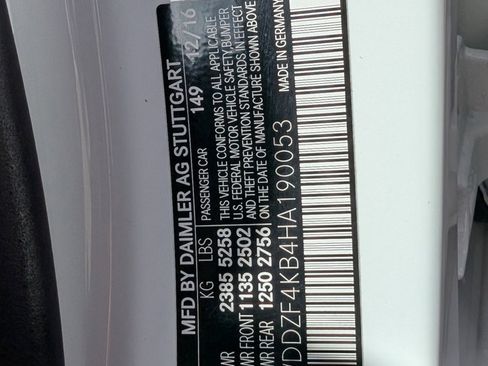 MFD BY DAIMLER AG STUTTGART
KG LBS PASSENGER CAR 149 12/16
WR 2385 5258 THIS VEHICLE CONFORMS TO ALL APPLICABLE
WR FRONT 1135 2502 U.S. FEDERAL MOTOR VEHICLE SAFETY, BUMPER
WR REAR 1250 2756 AND THEFT PREVENTION STANDARDS IN EFFECT
ON DATE OF MANUFACTURE SHOWN ABOVE
MADE IN GERMANY
DDZF4KB4HA190053